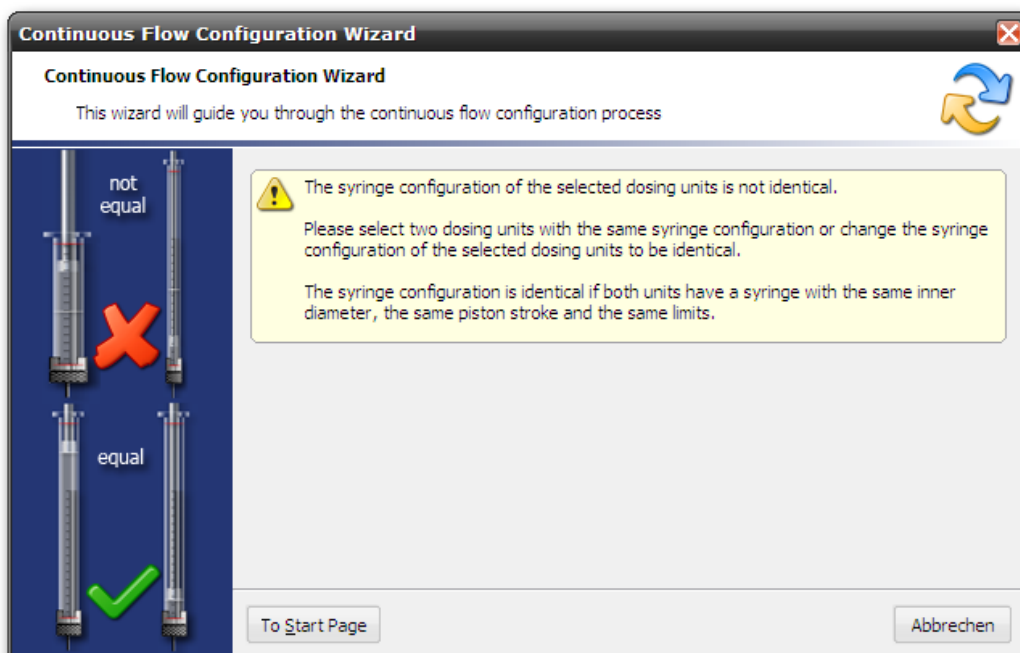 Continuous Flow Configuration Wizard
Continuous Flow Configuration Wizard
This wizard will guide you through the continuous flow configuration process
not
equal
The syringe configuration of the selected dosing units is not identical.
Please select two dosing units with the same syringe configuration or change the syringe
configuration of the selected dosing units to be identical.
The syringe configuration is identical if both units have a syringe with the same inner
diameter, the same piston stroke and the same limits.
equal
To Start Page
Abbrechen